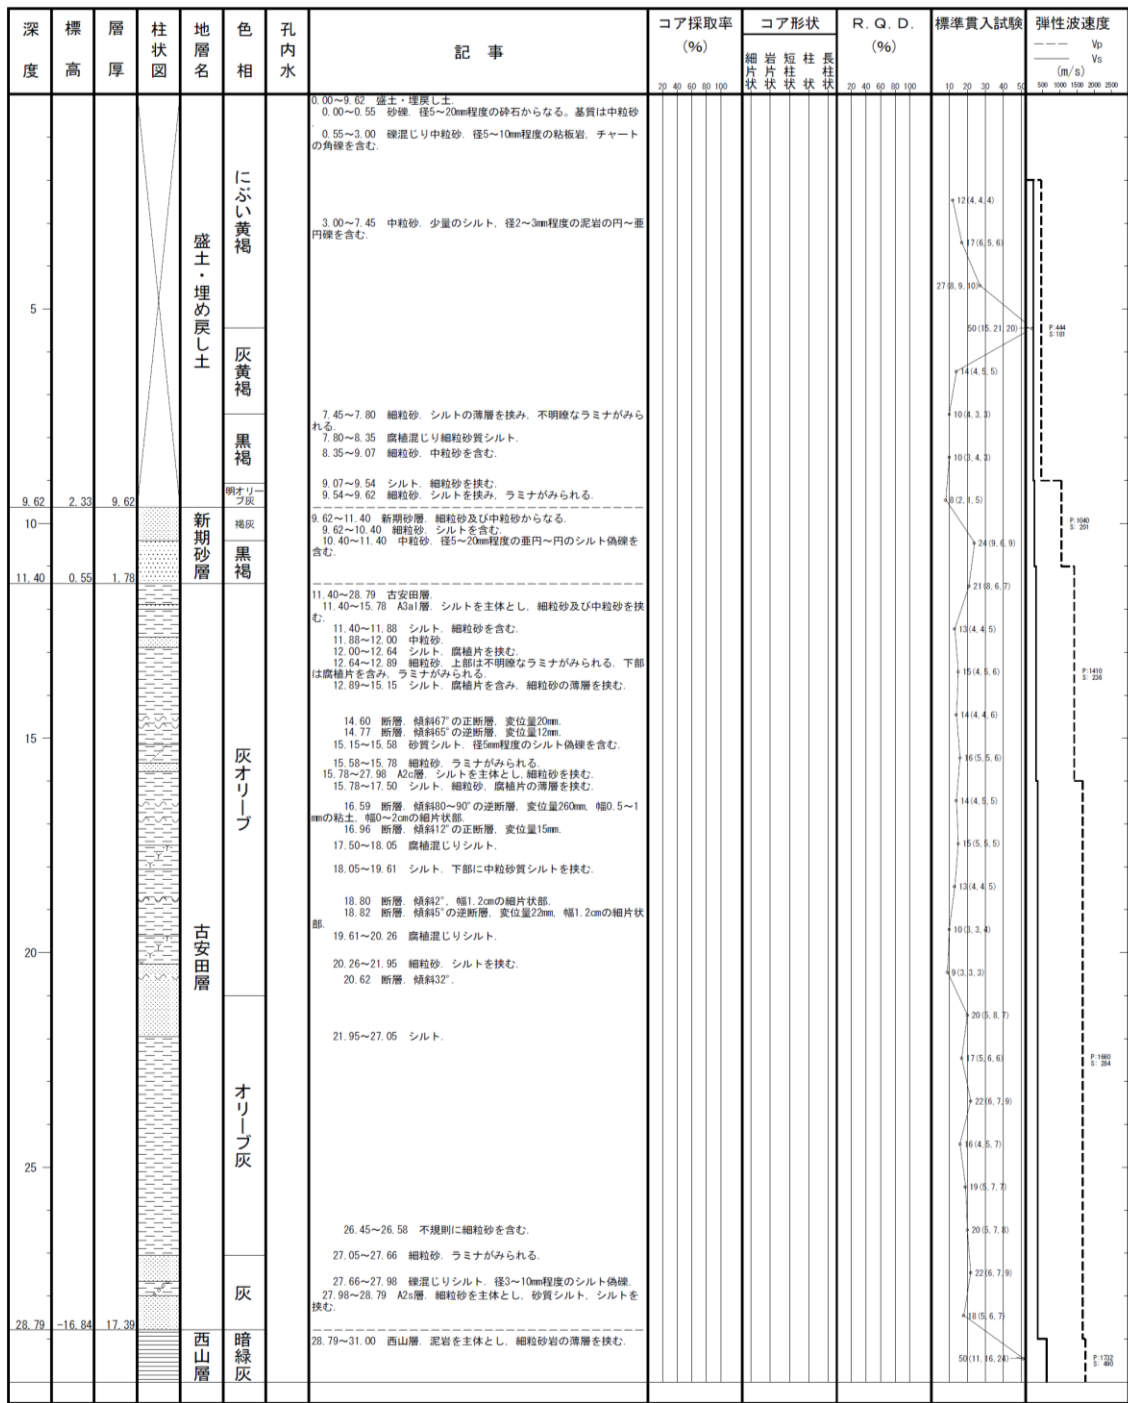 深度
標高
層厚
柱状図
地層名
色相
孔内水
記 事
コア採取率
(%)
20 40 60 80 100
コア形状
細片状
岩片状
短柱状
柱状
長柱状
R. Q. D.
(%)
20 40 60 80 100
標準貫入試験
10 20 30 40 50
弾性波速度
Vp
Vs
(m/s)
500 1000 1500 2000 2500
5
10
15
20
25
9.62 2.33 9.62
11.40 0.55 1.78
28.79 -16.84 17.39
盛土・埋め戻し土
新期砂層
古安田層
西山層
にぶい黄褐
灰黄褐
黒褐
明オリーブ灰
褐灰
黒褐
灰オリーブ
オリーブ灰
灰
暗緑灰
0.00~9.62 盛土・埋戻し土.
0.00~0.55 砂礫. 径5~20mm程度の砕石からなる。基質は中粒砂
.
0.55~3.00 礫混じり中粒砂. 径5~10mm程度の粘板岩, チャート
の角礫を含む.
3.00~7.45 中粒砂. 少量のシルト, 径2~3mm程度の泥岩の円~亜
円礫を含む.
7.45~7.80 細粒砂. シルトの薄層を挟み, 不明瞭なラミナがみら
れる.
7.80~8.35 腐植混じり細粒砂質シルト.
8.35~9.07 細粒砂. 中粒砂を含む.
9.07~9.54 シルト. 細粒砂を挟む.
9.54~9.62 細粒砂. シルトを挟み, ラミナがみられる.
9.62~11.40 新期砂層. 細粒砂及び中粒砂からなる.
9.62~10.40 細粒砂. シルトを含む.
10.40~11.40 中粒砂. 径5~20mm程度の亜円~円のシルト偽礫を
含む.
11.40~28.79 古安田層.
11.40~15.78 A3al層. シルトを主体とし, 細粒砂及び中粒砂を挟
む.
11.40~11.88 シルト. 細粒砂を含む.
11.88~12.00 中粒砂.
12.00~12.64 シルト. 腐植片を挟む.
12.64~12.89 細粒砂. 上部は不明瞭なラミナがみられる. 下部
は腐植片を含み, ラミナがみられる.
12.89~15.15 シルト. 腐植片を含み, 細粒砂の薄層を挟む.
14.60 断層. 傾斜67°の正断層, 変位量20mm.
14.77 断層. 傾斜65°の逆断層, 変位量12mm.
15.15~15.58 砂質シルト. 径5mm程度のシルト偽礫を含む.
15.58~15.78 細粒砂. ラミナがみられる.
15.78~27.98 A2c層. シルトを主体とし, 細粒砂を挟む.
15.78~17.50 シルト. 細粒砂, 腐植片の薄層を挟む.
16.59 断層. 傾斜80~90°の逆断層, 変位量260mm, 幅0.5~1
mmの粘土, 幅0~2cmの細片状部.
16.96 断層. 傾斜12°の正断層, 変位量15mm.
17.50~18.05 腐植混じりシルト.
18.05~19.61 シルト. 下部に中粒砂質シルトを挟む.
18.80 断層. 傾斜2°, 幅1.2cmの細片状部.
18.82 断層. 傾斜5°の逆断層, 変位量22mm, 幅1.2cmの細片状
部.
19.61~20.26 腐植混じりシルト.
20.26~21.95 細粒砂. シルトを挟む.
20.62 断層. 傾斜32°.
21.95~27.05 シルト.
26.45~26.58 不規則に細粒砂を含む.
27.05~27.66 細粒砂. ラミナがみられる.
27.66~27.98 礫混じりシルト. 径3~10mm程度のシルト偽礫.
27.98~28.79 A2s層. 細粒砂を主体とし, 砂質シルト, シルトを
挟む.
28.79~31.00 西山層. 泥岩を主体とし, 細粒砂岩の薄層を挟む.
12(4, 4, 4)
17(6, 5, 6)
27(8, 9, 10)
50(15, 21, 20)
14(4, 5, 5)
10(4, 3, 3)
10(3, 4, 3)
8(2, 1, 5)
24(9, 6, 9)
21(8, 6, 7)
13(4, 4, 5)
15(4, 5, 6)
14(4, 4, 6)
16(5, 5, 6)
14(4, 5, 5)
15(5, 5, 5)
13(4, 4, 5)
10(3, 3, 4)
9(3, 3, 3)
20(5, 8, 7)
17(5, 6, 6)
22(6, 7, 9)
16(4, 5, 7)
19(5, 7, 7)
20(5, 7, 8)
22(6, 7, 9)
18(5, 6, 7)
50(11, 16, 24)
P:444
S:181
P:1040
S: 201
P:1410
S: 236
P:1660
S: 284
P:1732
S: 490